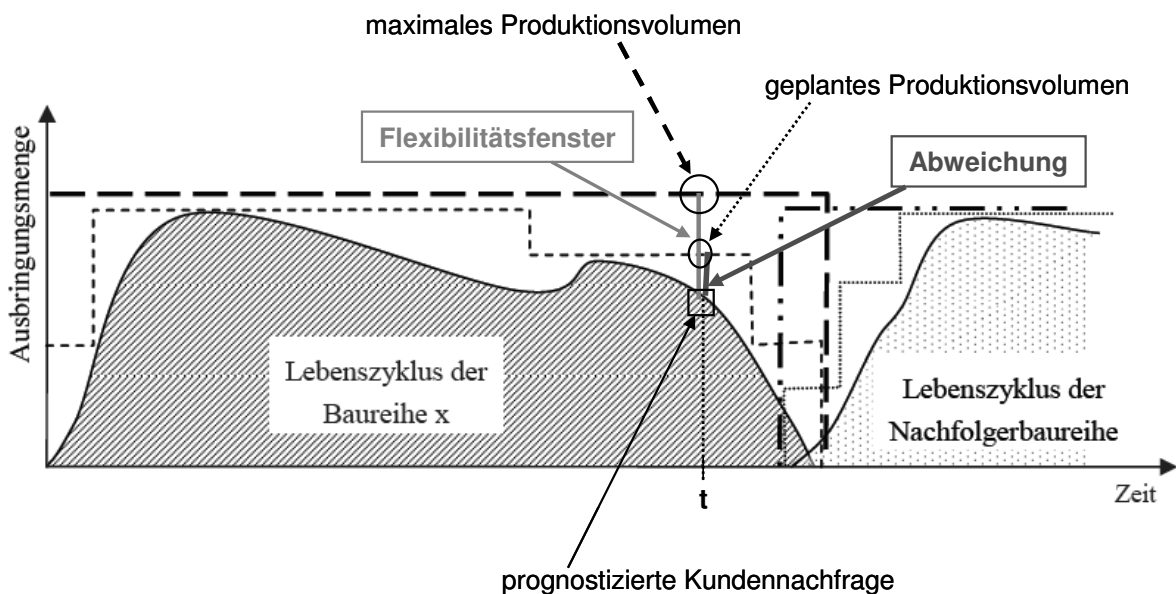 maximales Produktionsvolumen
geplantes Produktionsvolumen
Flexibilitätsfenster
Abweichung
Ausbringungsmenge
Lebenszyklus der
Baureihe x
Lebenszyklus der
Nachfolgerbaureihe
t
Zeit
prognostizierte Kundennachfrage